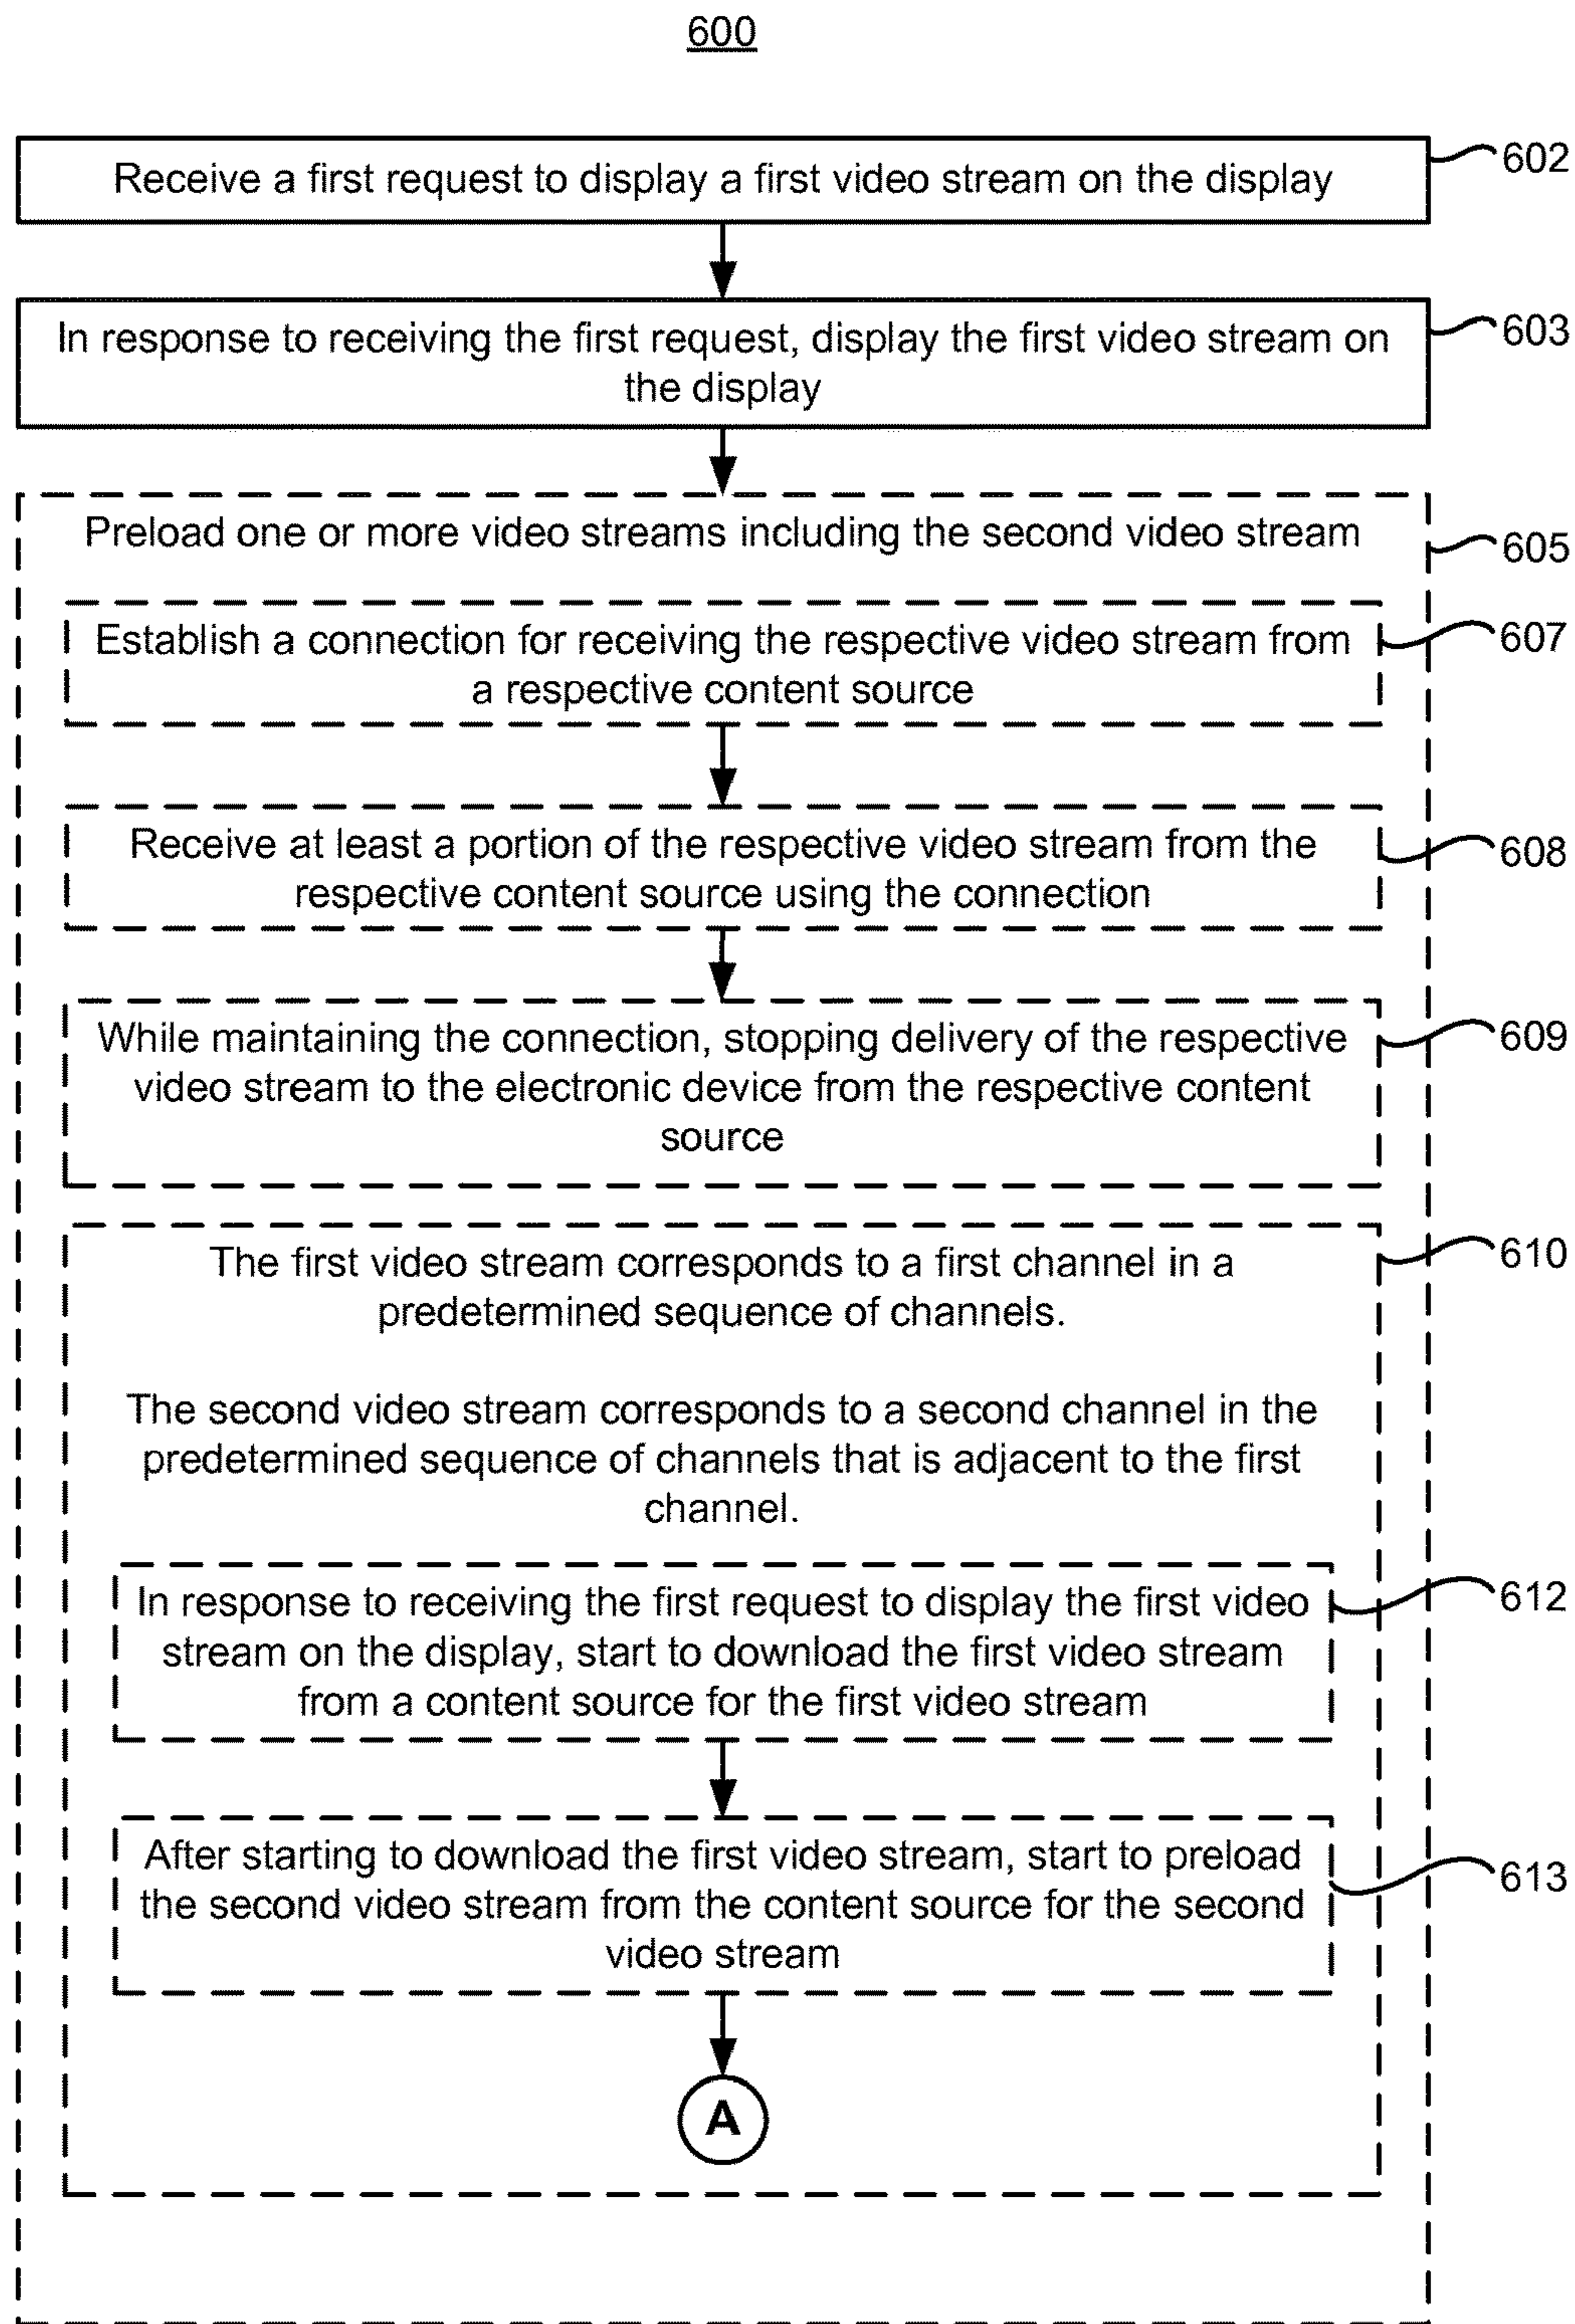 600
Receive a first request to display a first video stream on the display
602
In response to receiving the first request, display the first video stream on
the display
603
Preload one or more video streams including the second video stream
605
Establish a connection for receiving the respective video stream from
a respective content source
607
Receive at least a portion of the respective video stream from the
respective content source using the connection
608
While maintaining the connection, stopping delivery of the respective
video stream to the electronic device from the respective content
source
609
The first video stream corresponds to a first channel in a
predetermined sequence of channels.
610
The second video stream corresponds to a second channel in the
predetermined sequence of channels that is adjacent to the first
channel.
In response to receiving the first request to display the first video
stream on the display, start to download the first video stream
from a content source for the first video stream
612
After starting to download the first video stream, start to preload
the second video stream from the content source for the second
video stream
613
A